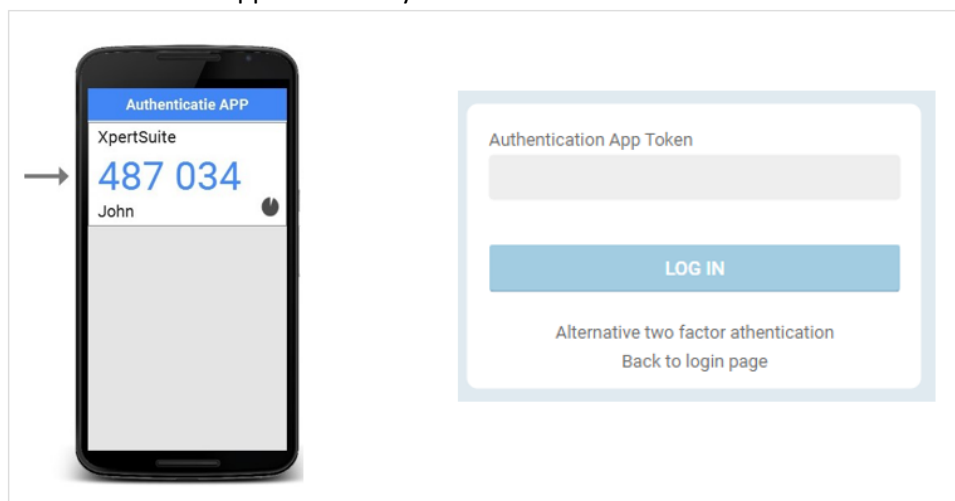 Authenticatie APP
XpertSuite
487 034
John
Authentication App Token
LOG IN
Alternative two factor athentication
Back to login page